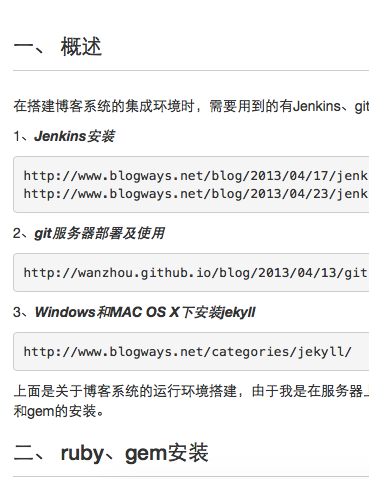 一、 概述
在搭建博客系统的集成环境时，需要用到的有Jenkins、git
1、Jenkins安装
http://www.blogways.net/blog/2013/04/17/jenk
http://www.blogways.net/blog/2013/04/23/jenk
2、git服务器部署及使用
http://wanzhou.github.io/blog/2013/04/13/git
3、Windows和MAC OS X下安装jekyll
http://www.blogways.net/categories/jekyll/
上面是关于博客系统的运行环境搭建，由于我是在服务器上
和gem的安装。
二、 ruby、gem安装